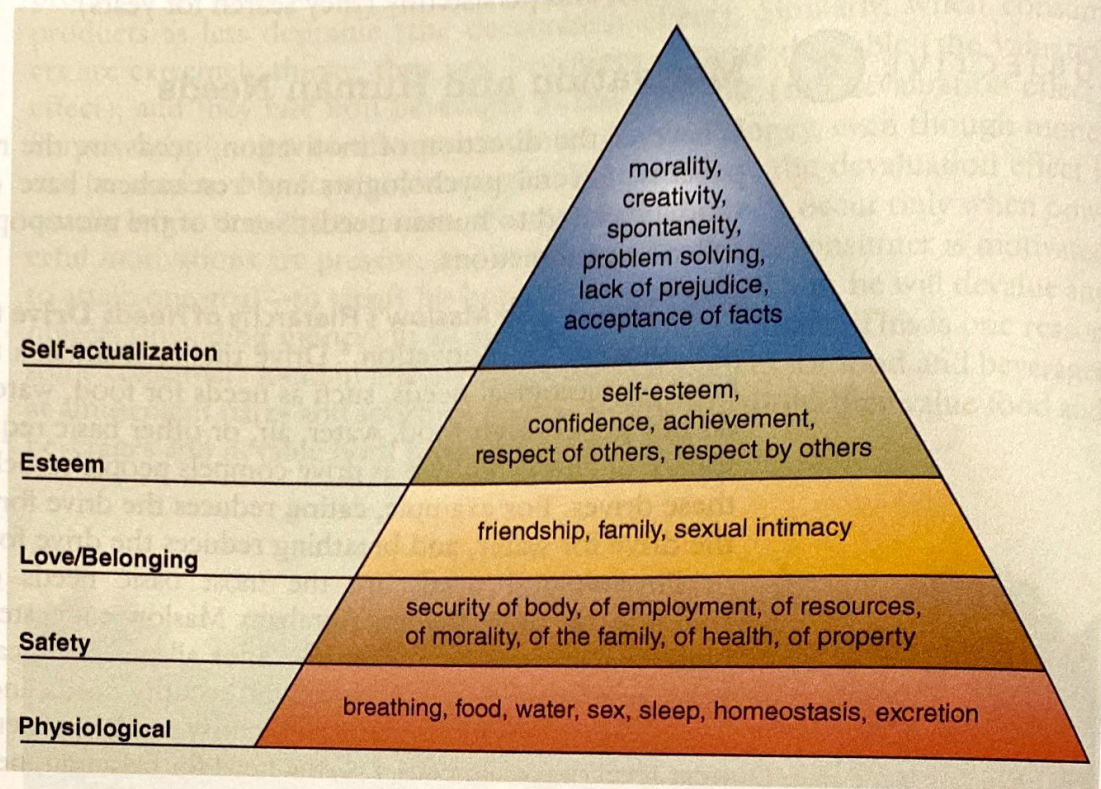 morality,
creativity,
spontaneity,
problem solving,
lack of prejudice,
acceptance of facts
Self-actualization
self-esteem,
confidence, achievement,
respect of others, respect by others
Esteem
friendship, family, sexual intimacy
Love/Belonging
security of body, of employment, of resources,
of morality, of the family, of health, of property
Safety
breathing, food, water, sex, sleep, homeostasis, excretion
Physiological